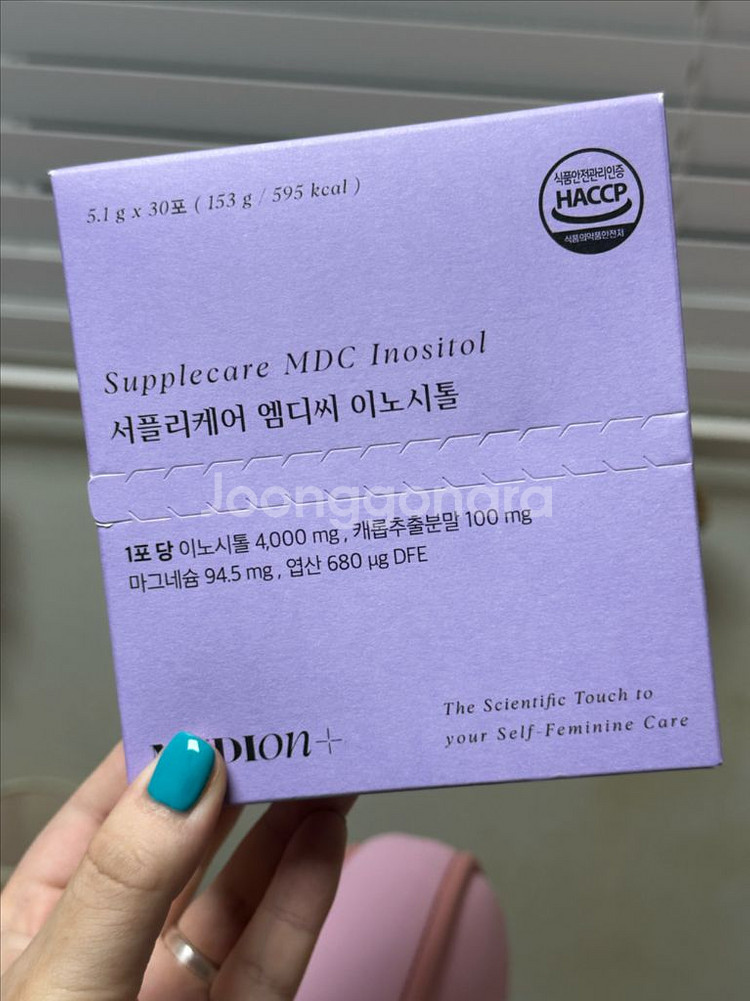 5.1 g x 30포 ( 153 g / 595 kcal )
식품안전관리인증
HACCP
식품의약품안전처
Supplecare MDC Inositol
서플리케어 엠디씨 이노시톨
Joonggonara
1포 당 이노시톨 4,000 mg , 캐롭추출분말 100 mg
마그네슘 94.5 mg , 엽산 680 μg DFE
The Scientific Touch to
your Self-Feminine Care